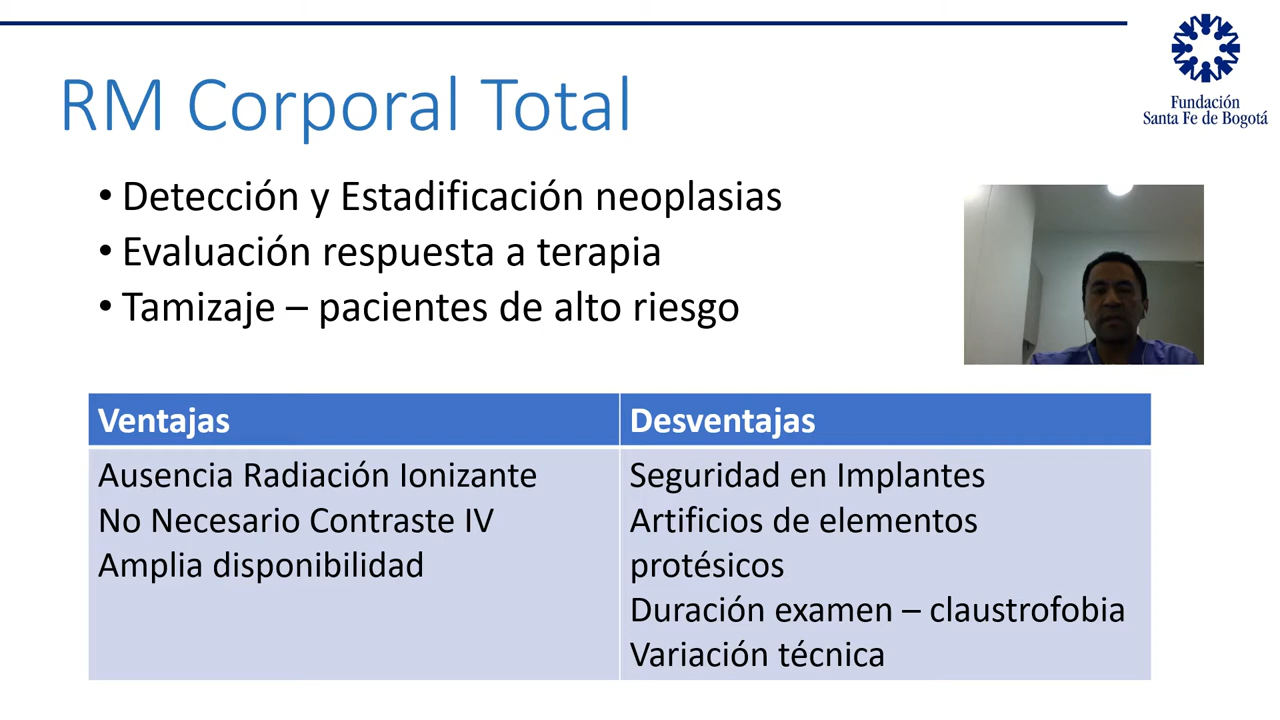 Fundación
Santa Fe de Bogotá
RM Corporal Total
• Detección y Estadificación neoplasias
• Evaluación respuesta a terapia
• Tamizaje – pacientes de alto riesgo
Ventajas
Ausencia Radiación Ionizante
No Necesario Contraste IV
Amplia disponibilidad
Desventajas
Seguridad en Implantes
Artificios de elementos
protésicos
Duración examen – claustrofobia
Variación técnica